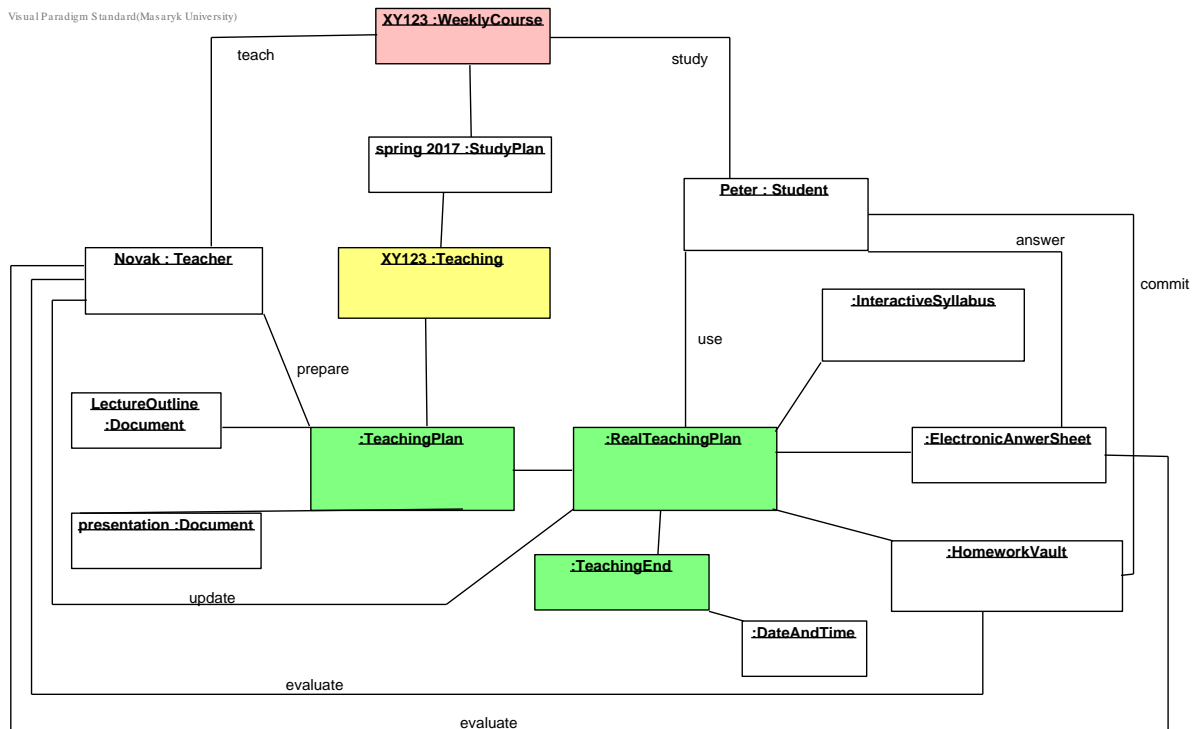 Visual Paradigm Standard(Masaryk University)
XY123 :WeeklyCourse
teach
study
spring 2017 :StudyPlan
Peter : Student
answer
Novak : Teacher
XY123 :Teaching
commit
:InteractiveSyllabus
use
prepare
LectureOutline
:Document
:TeachingPlan
:RealTeachingPlan
:ElectronicAnwerSheet
presentation :Document
:HomeworkVault
:TeachingEnd
update
:DateAndTime
evaluate
evaluate